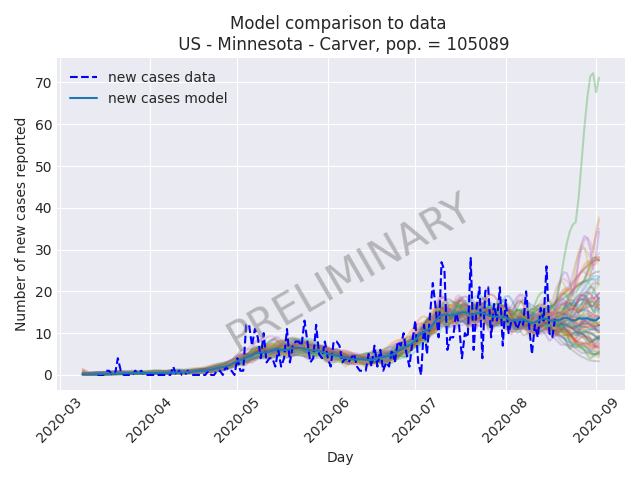 Model comparison to data
US - Minnesota - Carver, pop. = 105089
new cases data
new cases model
PRELIMINARY
Number of new cases reported
70
60
50
40
30
20
10
0
2020-03
2020-04
2020-05
2020-06
2020-07
2020-08
2020-09
Day